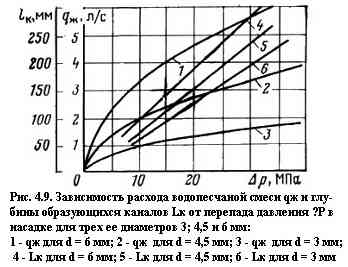 lк, мм qж, л/с
250 5
200 4
150 3
100 2
50 1
0 10 20 30 Δp, МПа
1 2 3 4 5 6
Рис. 4.9. Зависимость расхода водопесчаной смеси qж и глу-
бины образующихся каналов Lк от перепада давления ?P в
насадке для трех ее диаметров 3; 4,5 и 6 мм:
1 - qж для d = 6 мм; 2 - qж для d = 4,5 мм; 3 - qж для d = 3 мм;
4 - Lк для d = 6 мм; 5 - Lк для d = 4,5 мм; 6 - Lк для d = 3 мм